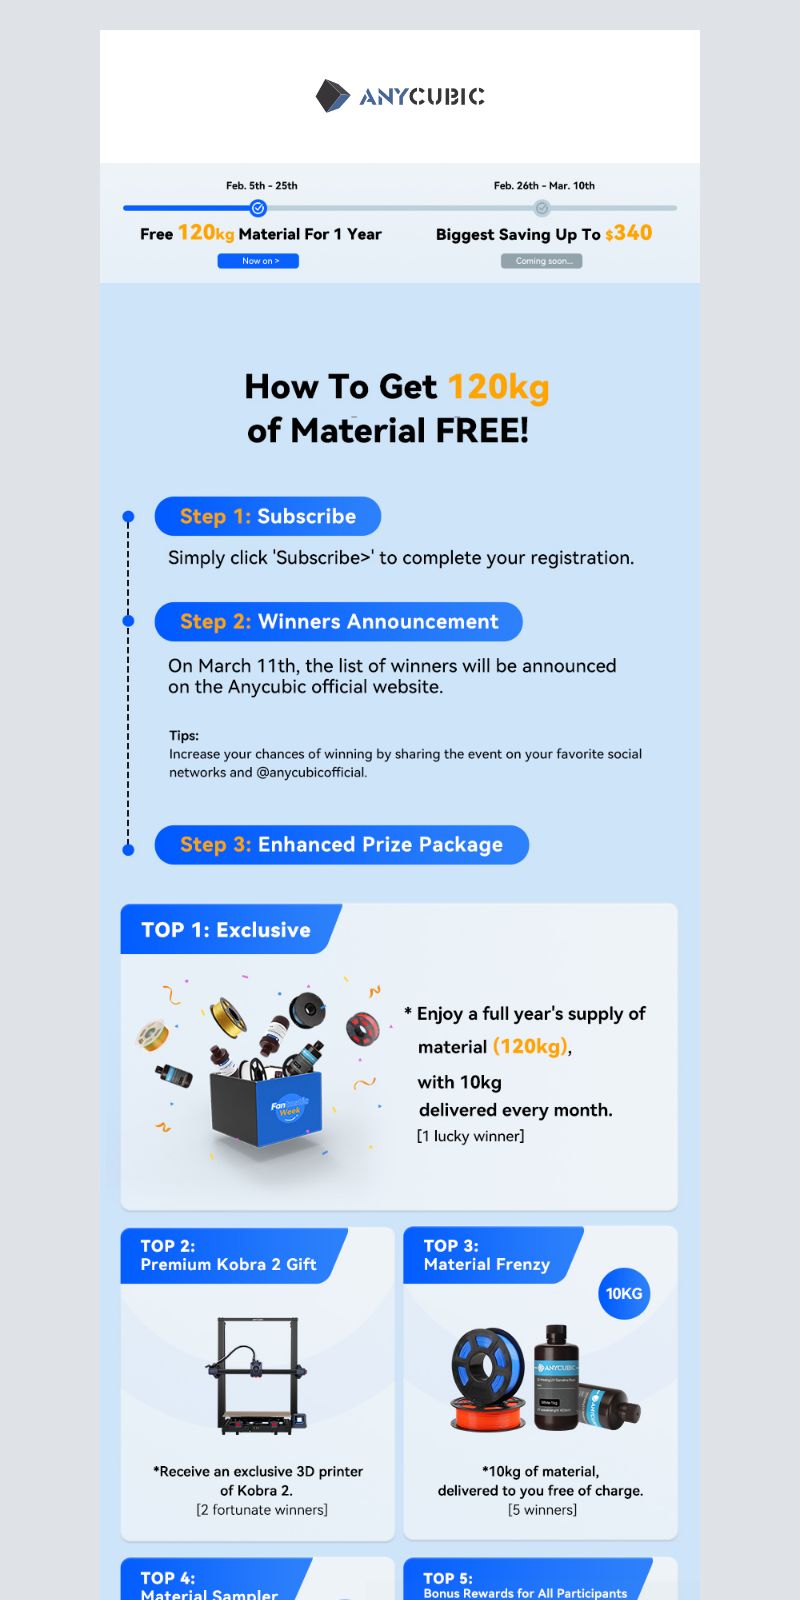 ANYCUBIC
Feb. 5th - 25th
Feb. 26th - Mar. 10th
Free 120kg Material For 1 Year
Biggest Saving Up To $340
Now on >
Coming soon...
How To Get 120kg
of Material FREE!
Step 1: Subscribe
Simply click 'Subscribe>' to complete your registration.
Step 2: Winners Announcement
On March 11th, the list of winners will be announced
on the Anycubic official website.
Tips:
Increase your chances of winning by sharing the event on your favorite social
networks and @anycubicofficial.
Step 3: Enhanced Prize Package
TOP 1: Exclusive
* Enjoy a full year's supply of
material (120kg),
with 10kg
delivered every month.
[1 lucky winner]
Fantastic
Week
TOP 2:
Premium Kobra 2 Gift
*Receive an exclusive 3D printer
of Kobra 2.
[2 fortunate winners]
TOP 3:
Material Frenzy
10KG
ANYCUBIC
White 1kg
ANYCUBIC
*10kg of material,
delivered to you free of charge.
[5 winners]
TOP 4:
Material Sampler
TOP 5:
Bonus Rewards for All Participants